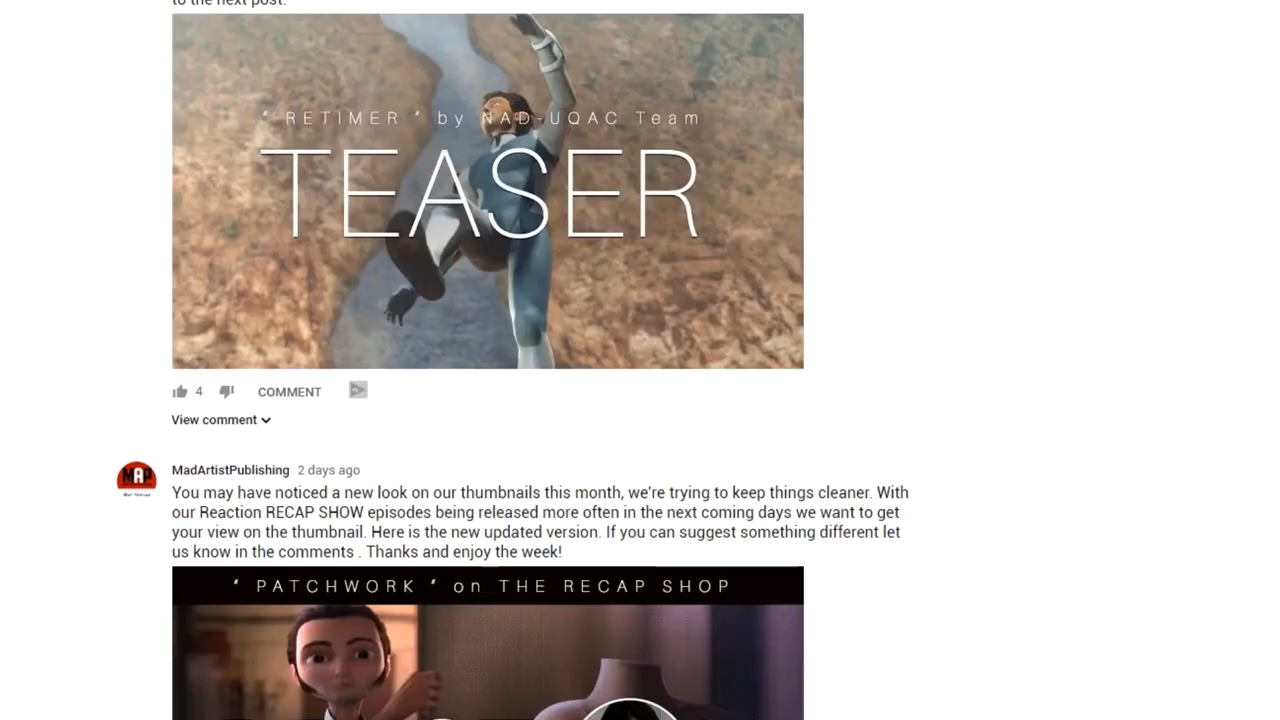 to the next post.
" RETIMER " by NAD-UQAC Team
TEASER
4 COMMENT
View comment
MAP
MadArtistPublishing 2 days ago
You may have noticed a new look on our thumbnails this month, we're trying to keep things cleaner. With
our Reaction RECAP SHOW episodes being released more often in the next coming days we want to get
your view on the thumbnail. Here is the new updated version. If you can suggest something different let
us know in the comments . Thanks and enjoy the week!
" PATCHWORK " on THE RECAP SHOP